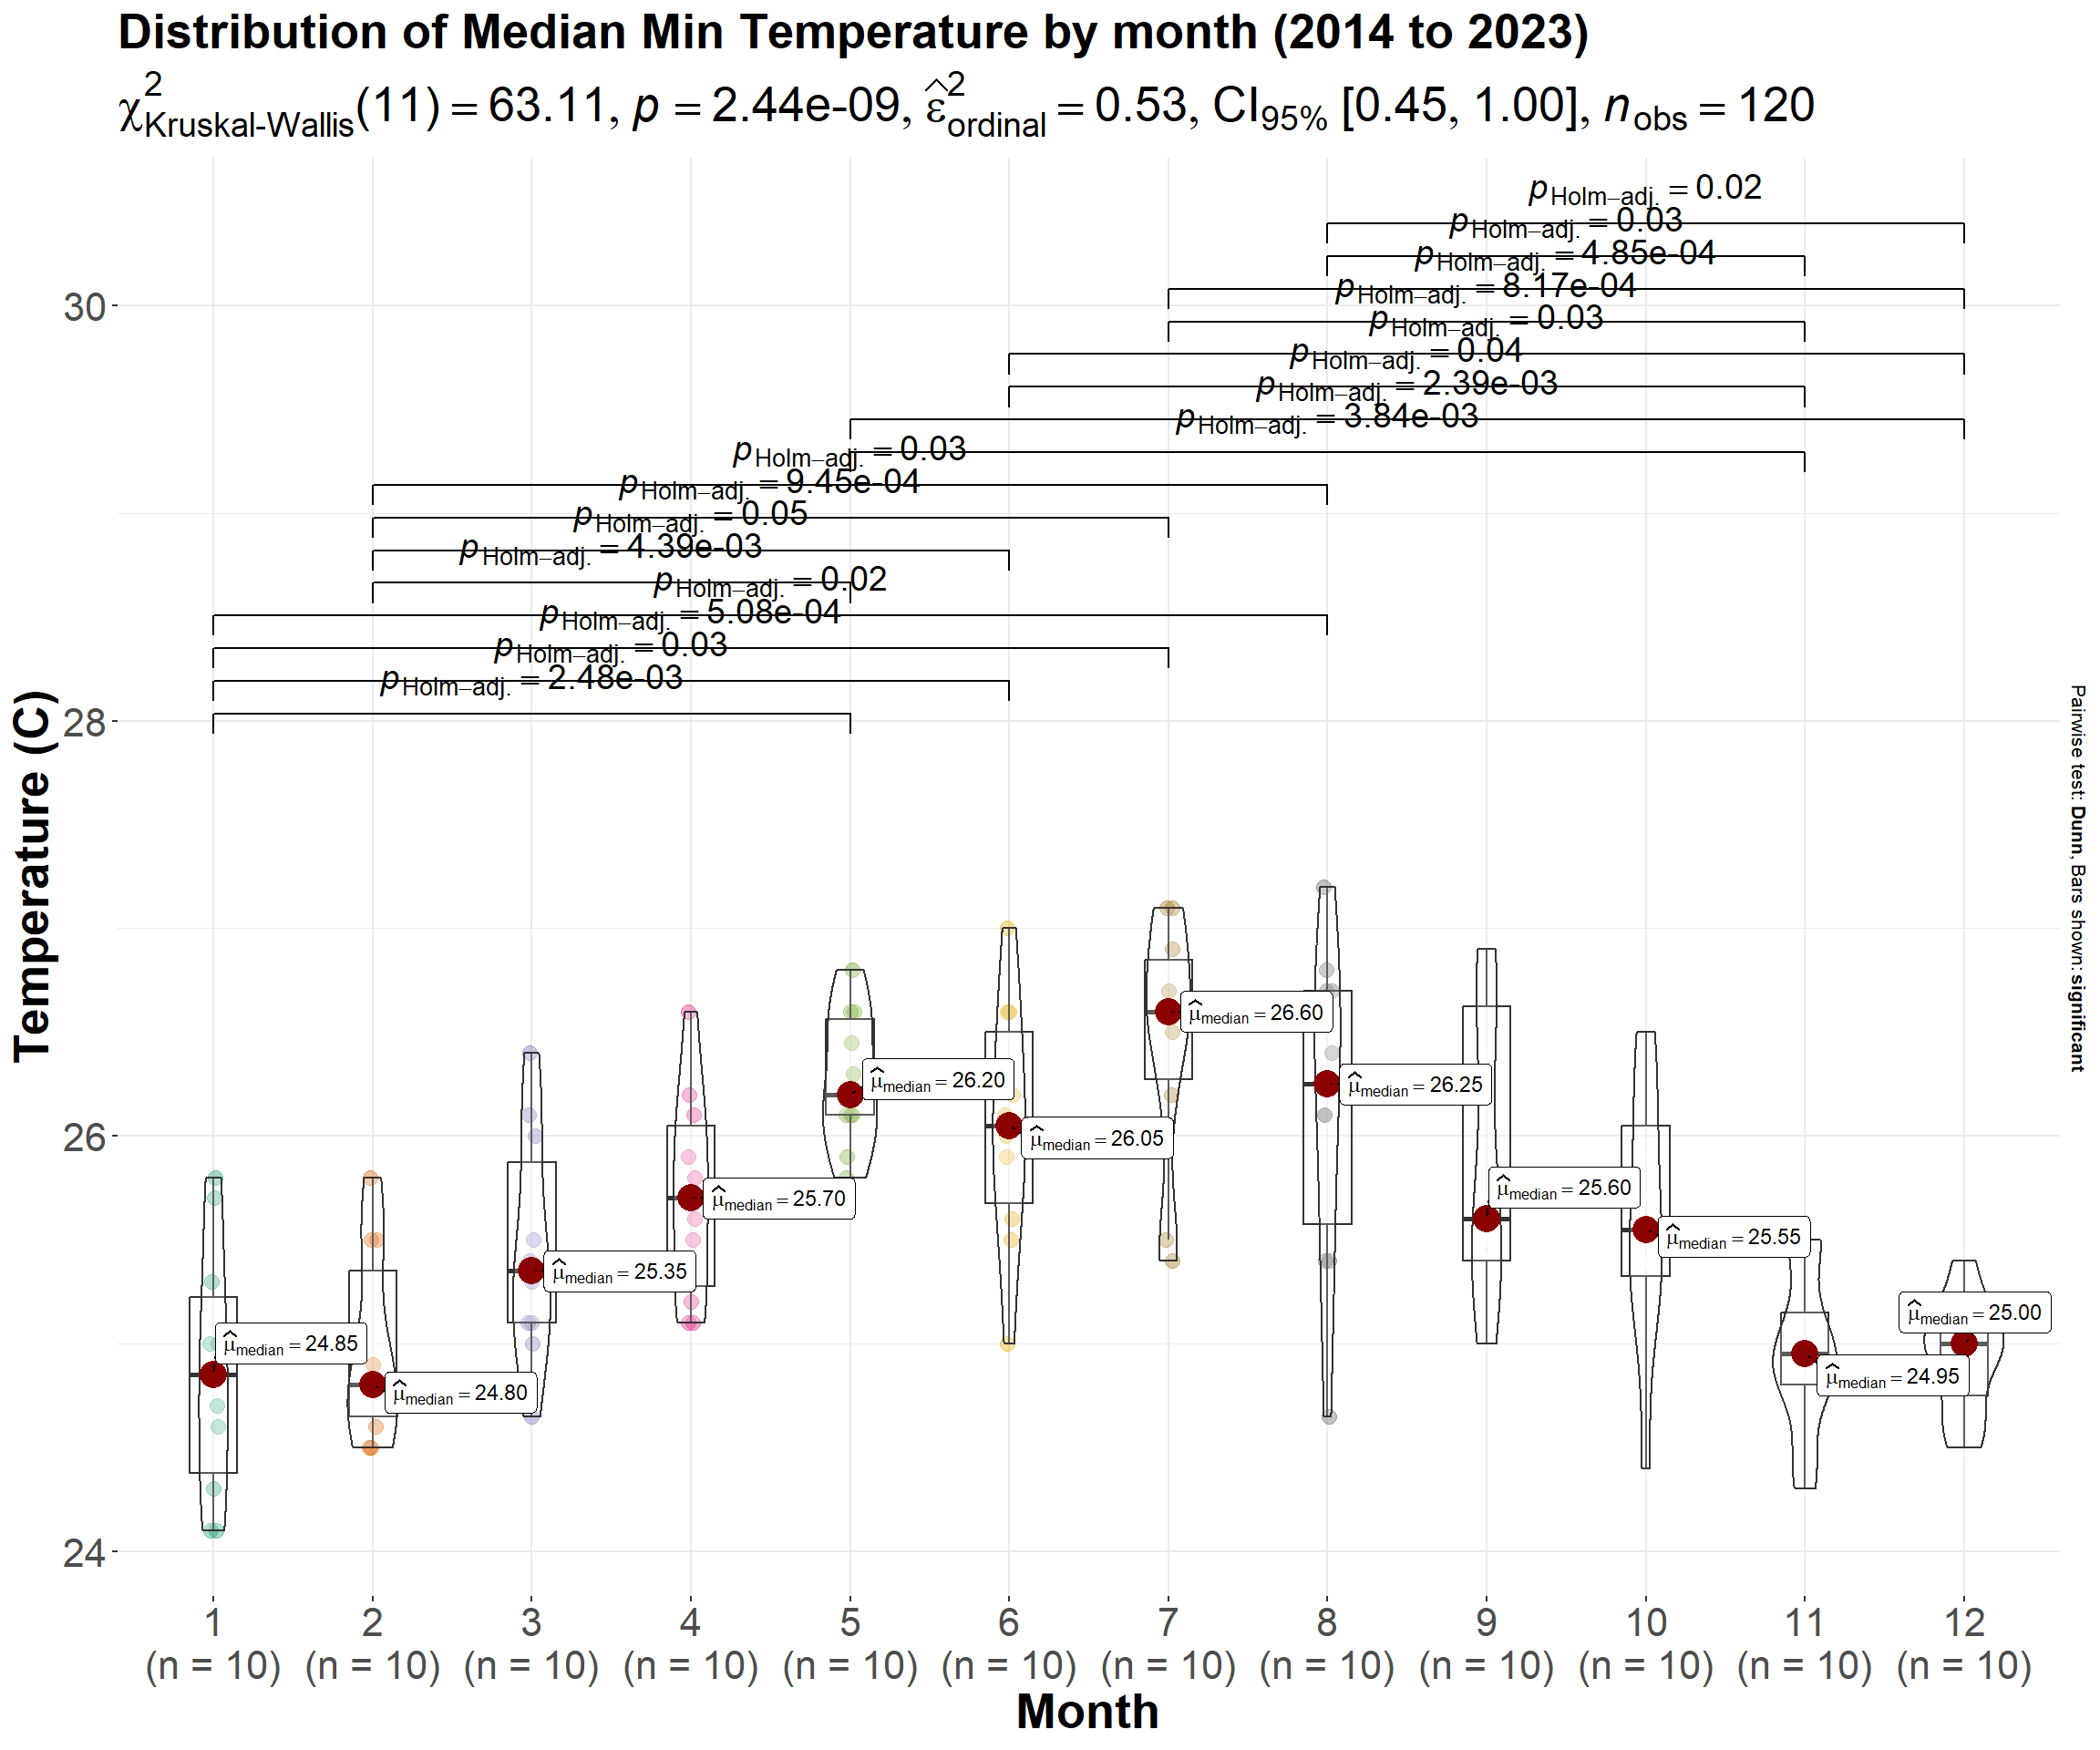 Distribution of Median Min Temperature by month (2014 to 2023)
χ²Kruskal-Wallis(11) = 63.11, p = 2.44e-09, ε̂²ordinal = 0.53, CI95% [0.45, 1.00], nobs = 120
pHolm–adj. = 0.02
pHolm–adj. = 0.03
pHolm–adj. = 4.85e-04
pHolm–adj. = 8.17e-04
pHolm–adj. = 0.03
pHolm–adj. = 0.04
pHolm–adj. = 2.39e-03
pHolm–adj. = 3.84e-03
pHolm–adj. = 0.03
pHolm–adj. = 9.45e-04
pHolm–adj. = 0.05
pHolm–adj. = 4.39e-03
pHolm–adj. = 0.02
pHolm–adj. = 5.08e-04
pHolm–adj. = 0.03
pHolm–adj. = 2.48e-03
30
28
26
24
Temperature (C)
μ̂median = 24.85
μ̂median = 24.80
μ̂median = 25.35
μ̂median = 25.70
μ̂median = 26.20
μ̂median = 26.05
μ̂median = 26.60
μ̂median = 26.25
μ̂median = 25.60
μ̂median = 25.55
μ̂median = 24.95
μ̂median = 25.00
Pairwise test: Dunn, Bars shown: significant
1 2 3 4 5 6 7 8 9 10 11 12
(n = 10) (n = 10) (n = 10) (n = 10) (n = 10) (n = 10) (n = 10) (n = 10) (n = 10) (n = 10) (n = 10) (n = 10)
Month